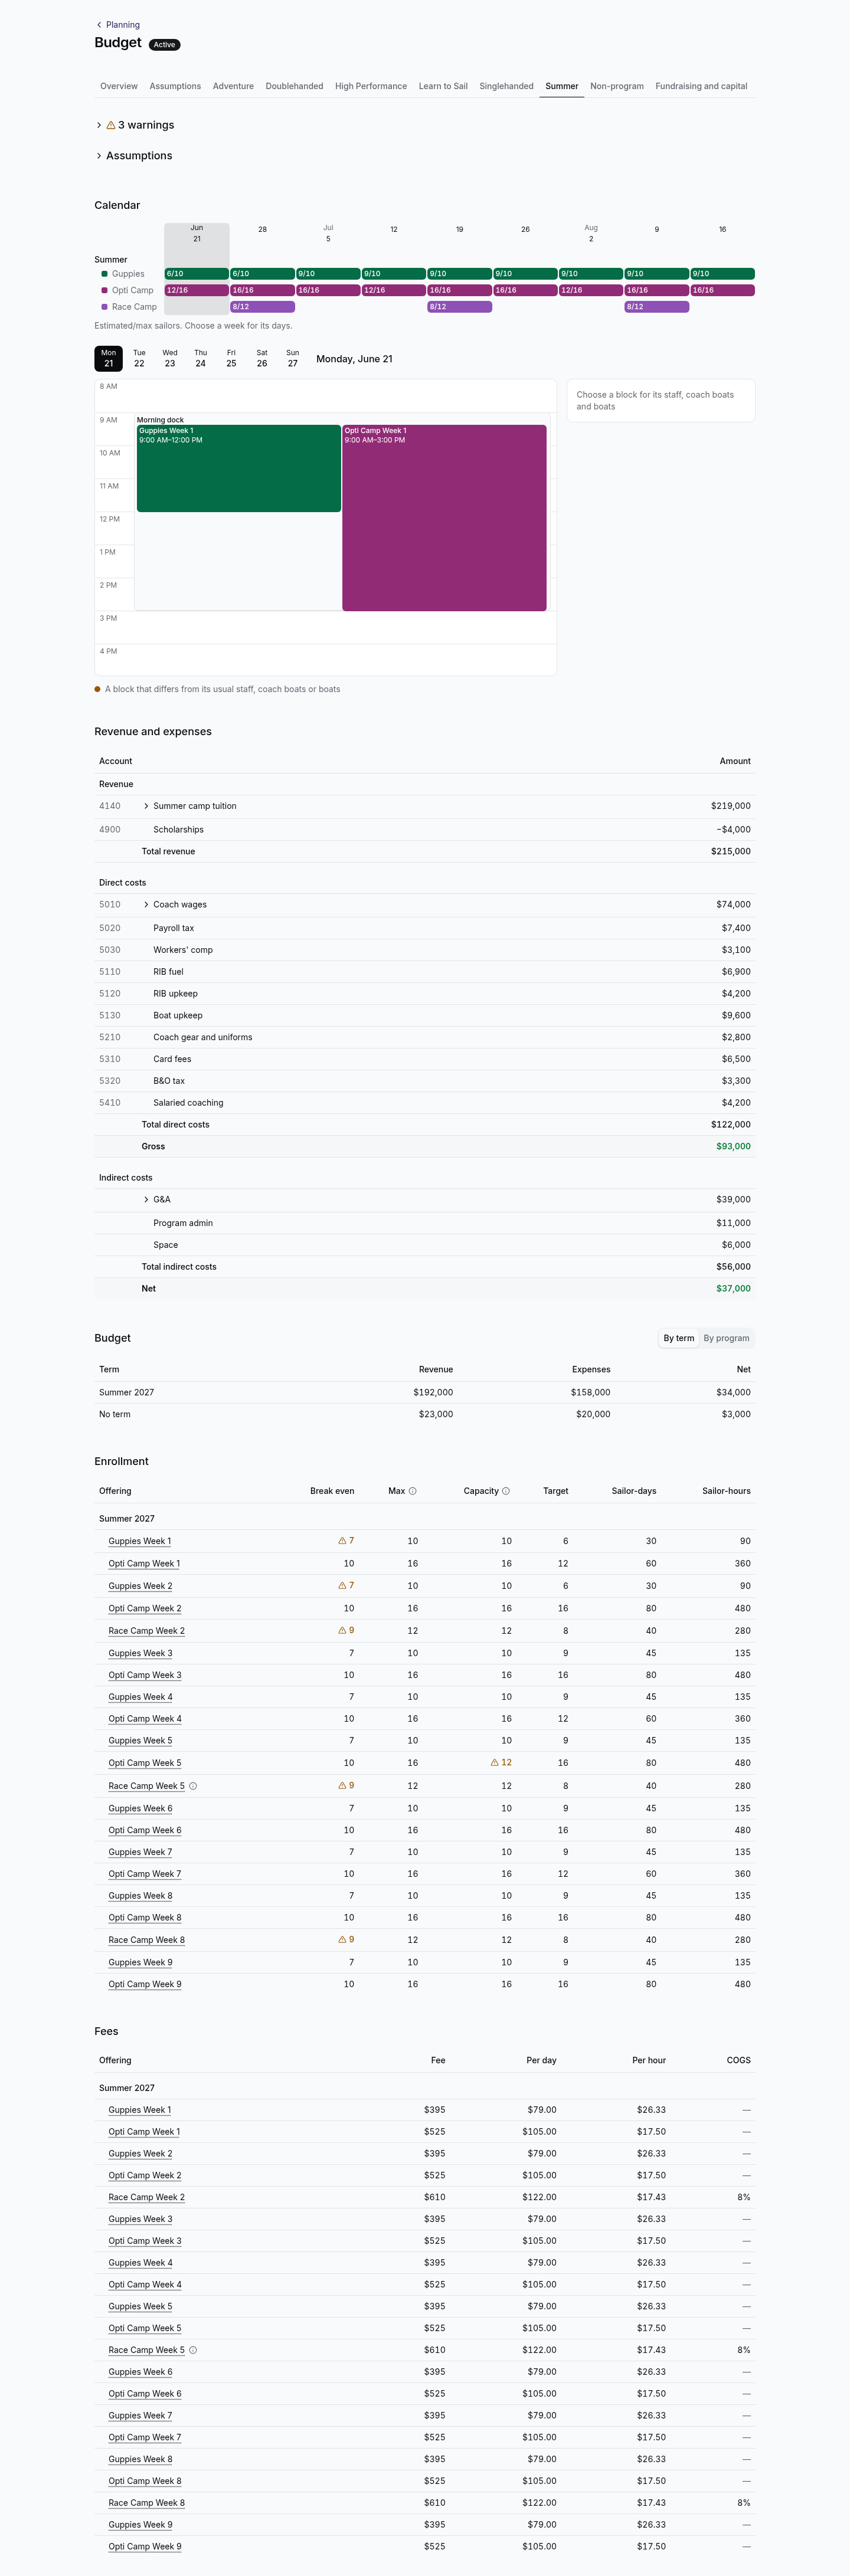 Planning
Budget Active
Overview Assumptions Adventure Doublehanded High Performance Learn to Sail Singlehanded Summer Non-program Fundraising and capital
3 warnings
Assumptions
Calendar
Jun 21 28 Jul 5 12 19 26 Aug 2 9 16
Summer
Guppies 6/10 6/10 9/10 9/10 9/10 9/10 9/10 9/10 9/10
Opti Camp 12/16 16/16 16/16 12/16 16/16 16/16 12/16 16/16 16/16
Race Camp 8/12 8/12 8/12
Estimated/max sailors. Choose a week for its days.
Mon 21 Tue 22 Wed 23 Thu 24 Fri 25 Sat 26 Sun 27 Monday, June 21
8 AM
Choose a block for its staff, coach boats
and boats
9 AM Morning dock
Guppies Week 1 Opti Camp Week 1
9:00 AM–12:00 PM 9:00 AM–3:00 PM
10 AM
11 AM
12 PM
1 PM
2 PM
3 PM
4 PM
A block that differs from its usual staff, coach boats or boats
Revenue and expenses
Account Amount
Revenue
4140 Summer camp tuition $219,000
4900 Scholarships −$4,000
Total revenue $215,000
Direct costs
5010 Coach wages $74,000
5020 Payroll tax $7,400
5030 Workers' comp $3,100
5110 RIB fuel $6,900
5120 RIB upkeep $4,200
5130 Boat upkeep $9,600
5210 Coach gear and uniforms $2,800
5310 Card fees $6,500
5320 B&O tax $3,300
5410 Salaried coaching $4,200
Total direct costs $122,000
Gross $93,000
Indirect costs
G&A $39,000
Program admin $11,000
Space $6,000
Total indirect costs $56,000
Net $37,000
Budget By term By program
Term Revenue Expenses Net
Summer 2027 $192,000 $158,000 $34,000
No term $23,000 $20,000 $3,000
Enrollment
Offering Break even Max Capacity Target Sailor-days Sailor-hours
Summer 2027
Guppies Week 1 7 10 10 6 30 90
Opti Camp Week 1 10 16 16 12 60 360
Guppies Week 2 7 10 10 6 30 90
Opti Camp Week 2 10 16 16 16 80 480
Race Camp Week 2 9 12 12 8 40 280
Guppies Week 3 7 10 10 9 45 135
Opti Camp Week 3 10 16 16 16 80 480
Guppies Week 4 7 10 10 9 45 135
Opti Camp Week 4 10 16 16 12 60 360
Guppies Week 5 7 10 10 9 45 135
Opti Camp Week 5 10 16 12 16 80 480
Race Camp Week 5 9 12 12 8 40 280
Guppies Week 6 7 10 10 9 45 135
Opti Camp Week 6 10 16 16 16 80 480
Guppies Week 7 7 10 10 9 45 135
Opti Camp Week 7 10 16 16 12 60 360
Guppies Week 8 7 10 10 9 45 135
Opti Camp Week 8 10 16 16 16 80 480
Race Camp Week 8 9 12 12 8 40 280
Guppies Week 9 7 10 10 9 45 135
Opti Camp Week 9 10 16 16 16 80 480
Fees
Offering Fee Per day Per hour COGS
Summer 2027
Guppies Week 1 $395 $79.00 $26.33 —
Opti Camp Week 1 $525 $105.00 $17.50 —
Guppies Week 2 $395 $79.00 $26.33 —
Opti Camp Week 2 $525 $105.00 $17.50 —
Race Camp Week 2 $610 $122.00 $17.43 8%
Guppies Week 3 $395 $79.00 $26.33 —
Opti Camp Week 3 $525 $105.00 $17.50 —
Guppies Week 4 $395 $79.00 $26.33 —
Opti Camp Week 4 $525 $105.00 $17.50 —
Guppies Week 5 $395 $79.00 $26.33 —
Opti Camp Week 5 $525 $105.00 $17.50 —
Race Camp Week 5 $610 $122.00 $17.43 8%
Guppies Week 6 $395 $79.00 $26.33 —
Opti Camp Week 6 $525 $105.00 $17.50 —
Guppies Week 7 $395 $79.00 $26.33 —
Opti Camp Week 7 $525 $105.00 $17.50 —
Guppies Week 8 $395 $79.00 $26.33 —
Opti Camp Week 8 $525 $105.00 $17.50 —
Race Camp Week 8 $610 $122.00 $17.43 8%
Guppies Week 9 $395 $79.00 $26.33 —
Opti Camp Week 9 $525 $105.00 $17.50 —